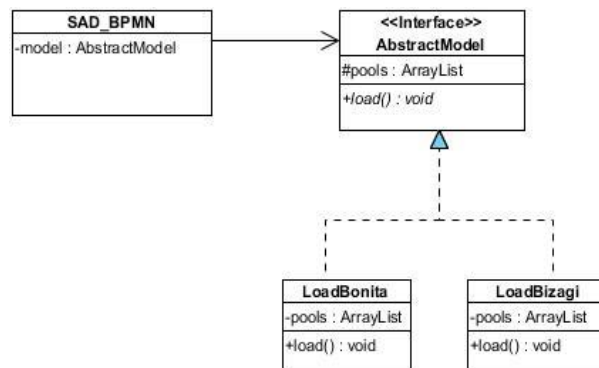 SAD_BPMN
-model : AbstractModel
<<Interface>>
AbstractModel
#pools : ArrayList
+load() : void
LoadBonita
-pools : ArrayList
+load() : void
LoadBizagi
-pools : ArrayList
+load() : void